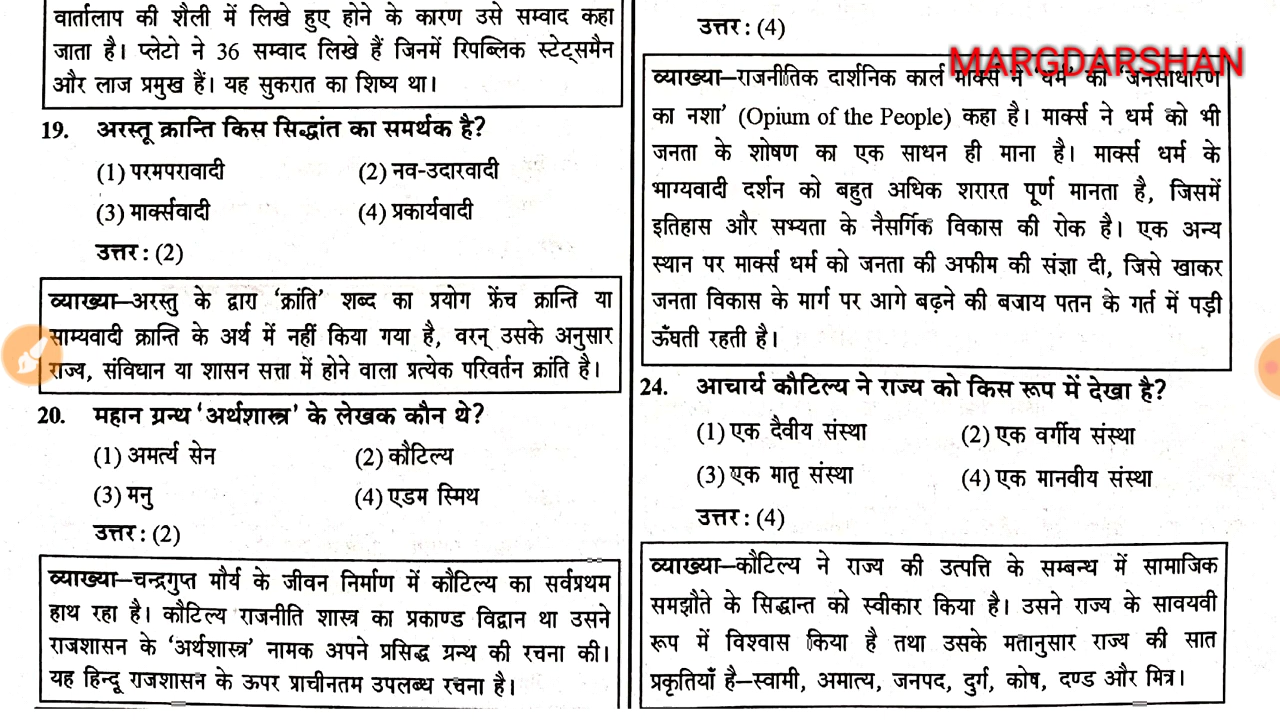 वार्तालाप की शैली में लिखे हुए होने के कारण उसे सम्वाद कहा
जाता है। प्लेटो ने 36 सम्वाद लिखे हैं जिनमें रिपब्लिक स्टेट्समैन
और लाज प्रमुख हैं। यह सुकरात का शिष्य था।
19. अरस्तू क्रान्ति किस सिद्धांत का समर्थक है?
(1) परमपरावादी (2) नव-उदारवादी
(3) मार्क्सवादी (4) प्रकार्यवादी
उत्तर : (2)
व्याख्या–अरस्तु के द्वारा ‘क्रांति’ शब्द का प्रयोग फ्रेंच क्रान्ति या
साम्यवादी क्रान्ति के अर्थ में नहीं किया गया है, वरन् उसके अनुसार
राज्य, संविधान या शासन सत्ता में होने वाला प्रत्येक परिवर्तन क्रांति है।
20. महान ग्रन्थ ‘अर्थशास्त्र’ के लेखक कौन थे?
(1) अमर्त्य सेन (2) कौटिल्य
(3) मनु (4) एडम स्मिथ
उत्तर : (2)
व्याख्या–चन्द्रगुप्त मौर्य के जीवन निर्माण में कौटिल्य का सर्वप्रथम
हाथ रहा है। कौटिल्य राजनीति शास्त्र का प्रकाण्ड विद्वान था उसने
राजशासन के ‘अर्थशास्त्र’ नामक अपने प्रसिद्ध ग्रन्थ की रचना की।
यह हिन्दू राजशासन के ऊपर प्राचीनतम उपलब्ध रचना है।
उत्तर : (4)
MARGDARSHAN
व्याख्या–राजनीतिक दार्शनिक कार्ल मार्क्स ने ‘धर्म’ को ‘जनसाधारण
का नशा’ (Opium of the People) कहा है। मार्क्स ने धर्म को भी
जनता के शोषण का एक साधन ही माना है। मार्क्स धर्म के
भाग्यवादी दर्शन को बहुत अधिक शरारत पूर्ण मानता है, जिसमें
इतिहास और सभ्यता के नैसर्गिक विकास की रोक है। एक अन्य
स्थान पर मार्क्स धर्म को जनता की अफीम की संज्ञा दी, जिसे खाकर
जनता विकास के मार्ग पर आगे बढ़ने की बजाय पतन के गर्त में पड़ी
ऊँघती रहती है।
24. आचार्य कौटिल्य ने राज्य को किस रूप में देखा है?
(1) एक दैवीय संस्था (2) एक वर्गीय संस्था
(3) एक मातृ संस्था (4) एक मानवीय संस्था
उत्तर : (4)
व्याख्या–कौटिल्य ने राज्य की उत्पत्ति के सम्बन्ध में सामाजिक
समझौते के सिद्धान्त को स्वीकार किया है। उसने राज्य के सावयवी
रूप में विश्वास किया है तथा उसके मतानुसार राज्य की सात
प्रकृतियाँ है–स्वामी, अमात्य, जनपद, दुर्ग, कोष, दण्ड और मित्र।